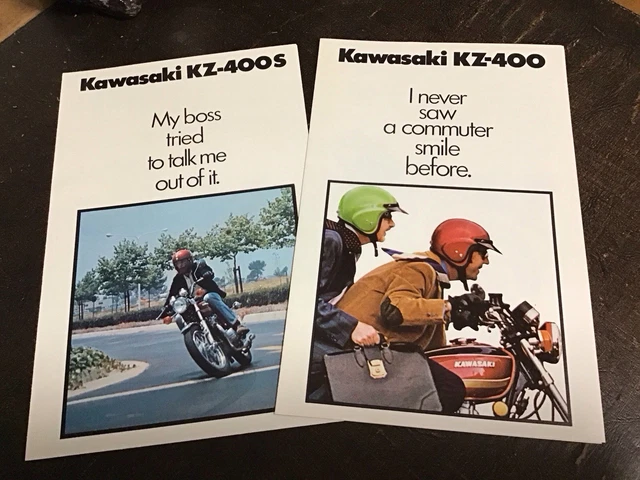 Kawasaki KZ-400S
My boss
tried
to talk me
out of it.
Kawasaki KZ-400
I never
saw
a commuter
smile
before.
KAWASAKI